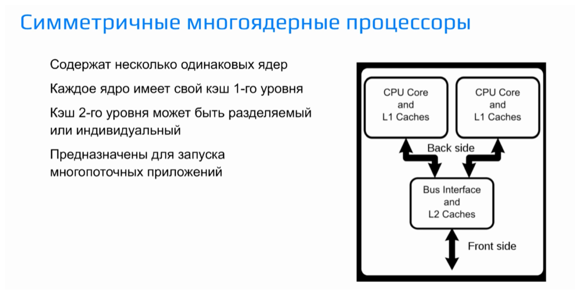 Симметричные многоядерные процессоры
Содержат несколько одинаковых ядер
Каждое ядро имеет свой кэш 1-го уровня
Кэш 2-го уровня может быть разделяемый
или индивидуальный
Предназначены для запуска
многопоточных приложений
CPU Core
and
L1 Caches
CPU Core
and
L1 Caches
Back side
Bus Interface
and
L2 Caches
Front side